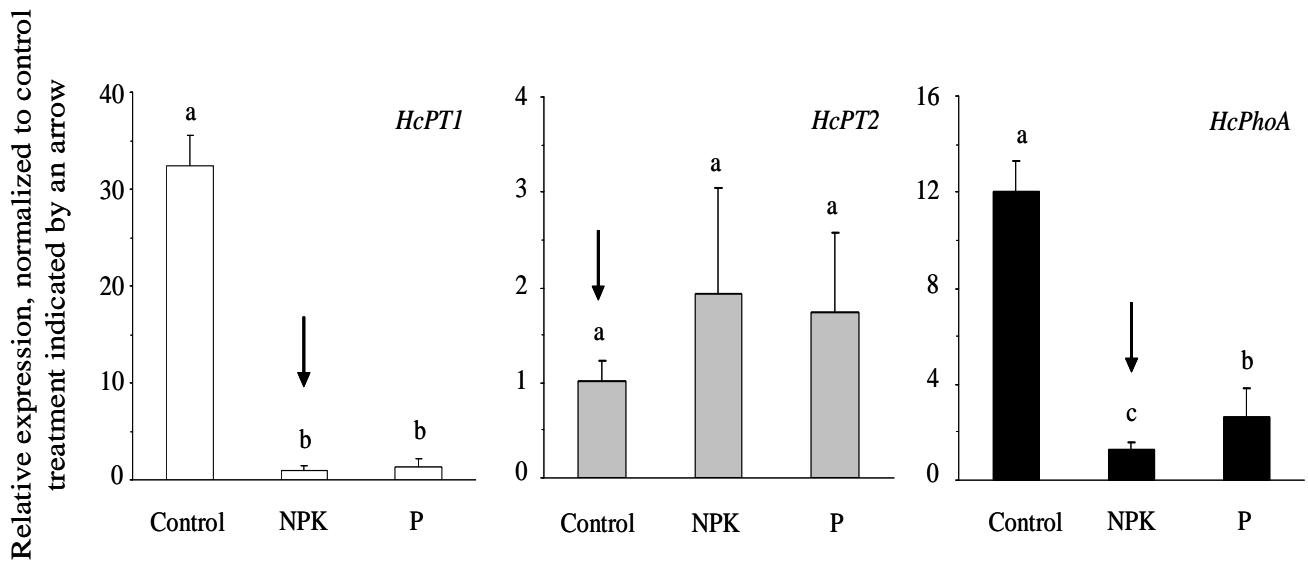 Relative expression, normalized to control
treatment indicated by an arrow
40
30
20
10
0
HcPT1
a
b
b
Control NPK P
4
3
2
1
0
HcPT2
a
a
a
Control NPK P
16
12
8
4
0
HcPhoA
a
c
b
Control NPK P